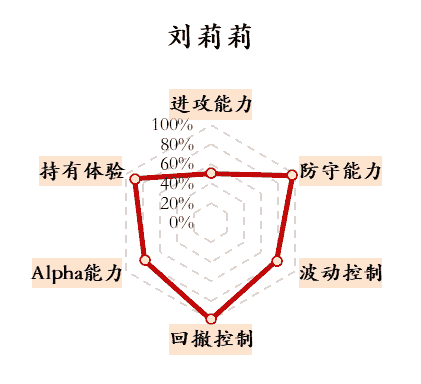 刘莉莉
进攻能力
100%
80%
60%
40%
20%
0%
持有体验
防守能力
Alpha能力
波动控制
回撤控制